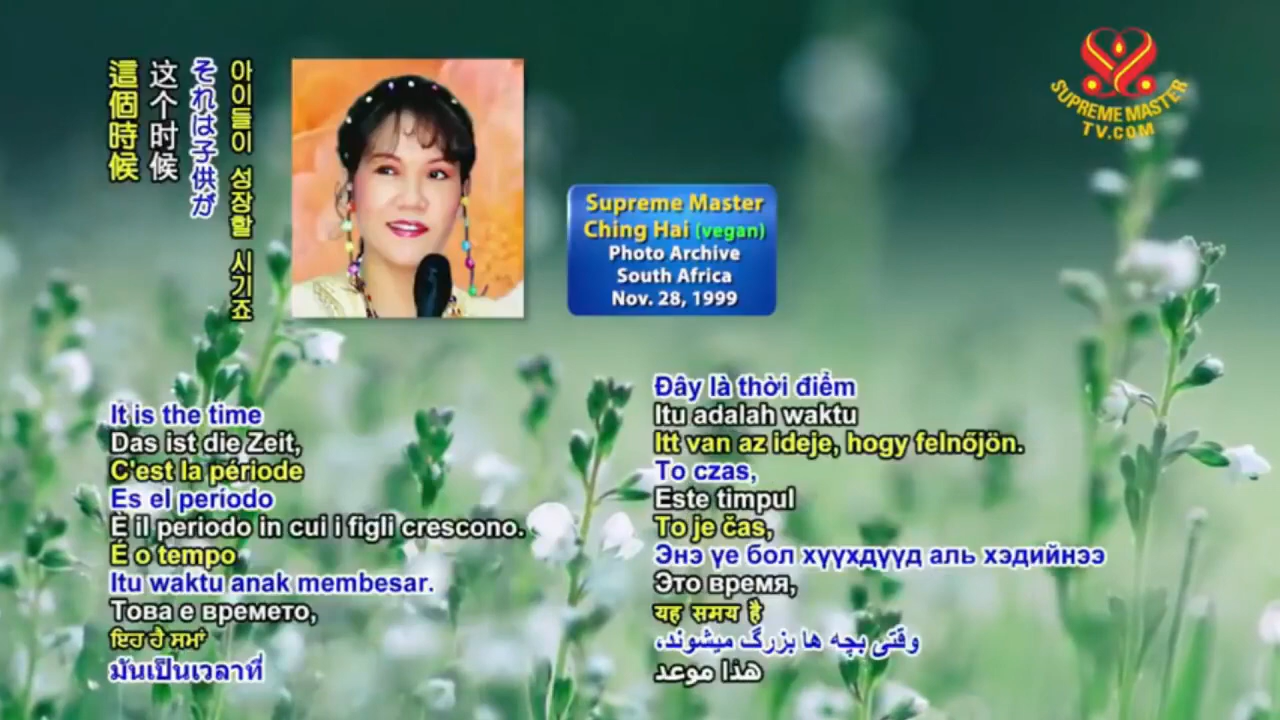 這個時候
这个时候
それは子供が
아이들이 성장할 시기죠
SUPREME MASTER
TV.COM
Supreme Master
Ching Hai (vegan)
Photo Archive
South Africa
Nov. 28, 1999
It is the time
Das ist die Zeit,
C'est la période
Es el período
È il periodo in cui i figli crescono.
É o tempo
Itu waktu anak membesar.
Това е времето,
ਇਹ ਹੈ ਸਮਾਂ
มันเป็นเวลาที่
Đây là thời điểm
Itu adalah waktu
Itt van az ideje, hogy felnőjön.
To czas,
Este timpul
To je čas,
Энэ үе бол хүүхдүүд аль хэдийнээ
Это время,
यह समय है
وقتی بچه ها بزرگ میشوند،
هذا موعد